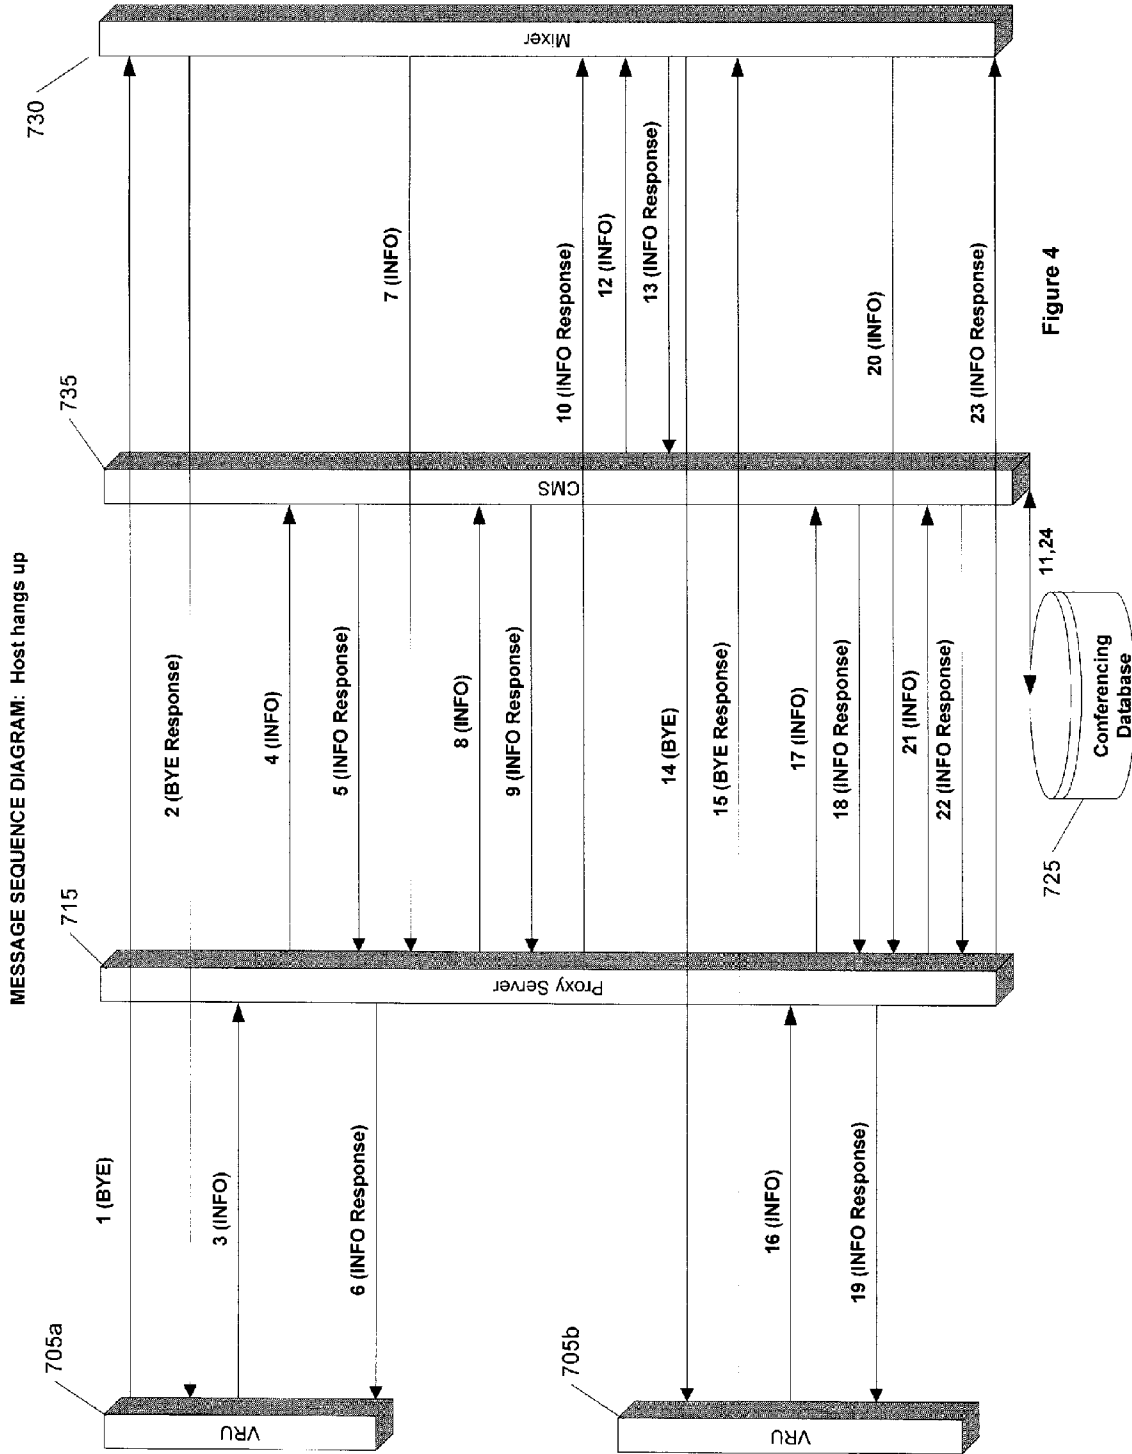 MESSAGE SEQUENCE DIAGRAM: Host hangs up
705a
715
735
730
VRU
Proxy Server
CMS
Mixer
1 (BYE)
2 (BYE Response)
3 (INFO)
4 (INFO)
5 (INFO Response)
6 (INFO Response)
7 (INFO)
8 (INFO)
9 (INFO Response)
10 (INFO Response)
12 (INFO)
13 (INFO Response)
705b
VRU
14 (BYE)
15 (BYE Response)
16 (INFO)
17 (INFO)
18 (INFO Response)
19 (INFO Response)
20 (INFO)
21 (INFO)
22 (INFO Response)
23 (INFO Response)
11,24
725
Conferencing
Database
Figure 4